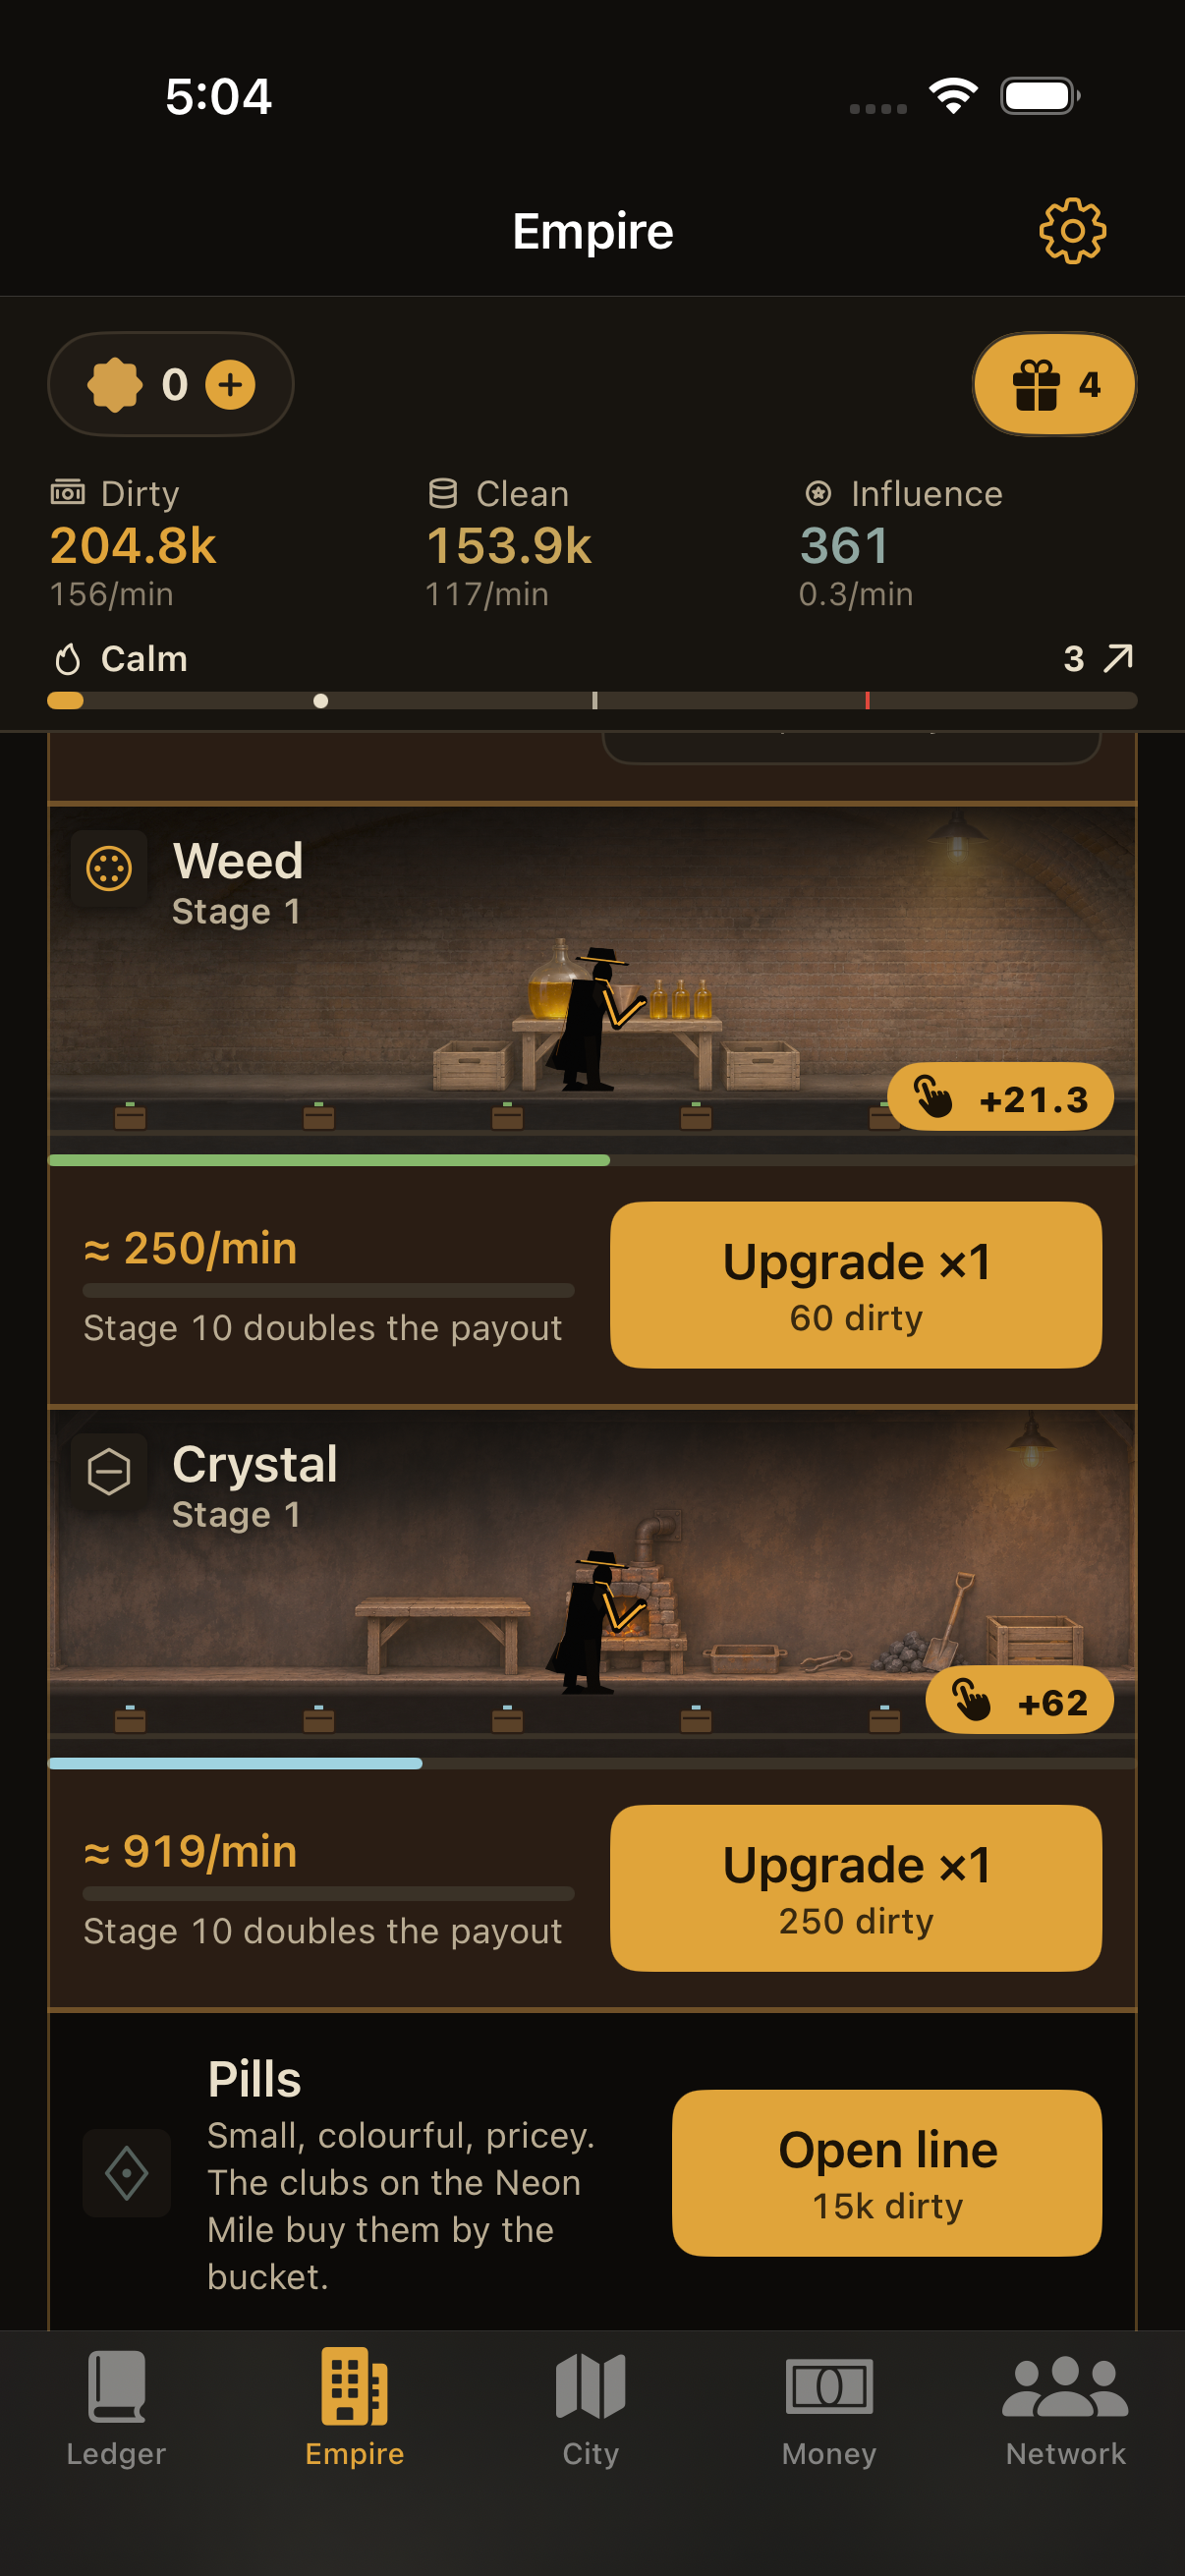 5:04
Empire
0
4
Dirty
Clean
Influence
204.8k
153.9k
361
156/min
117/min
0.3/min
Calm
3
Weed
Stage 1
+21.3
≈ 250/min
Stage 10 doubles the payout
Upgrade ×1
60 dirty
Crystal
Stage 1
+62
≈ 919/min
Stage 10 doubles the payout
Upgrade ×1
250 dirty
Pills
Small, colourful, pricey.
The clubs on the Neon
Mile buy them by the
bucket.
Open line
15k dirty
Ledger
Empire
City
Money
Network